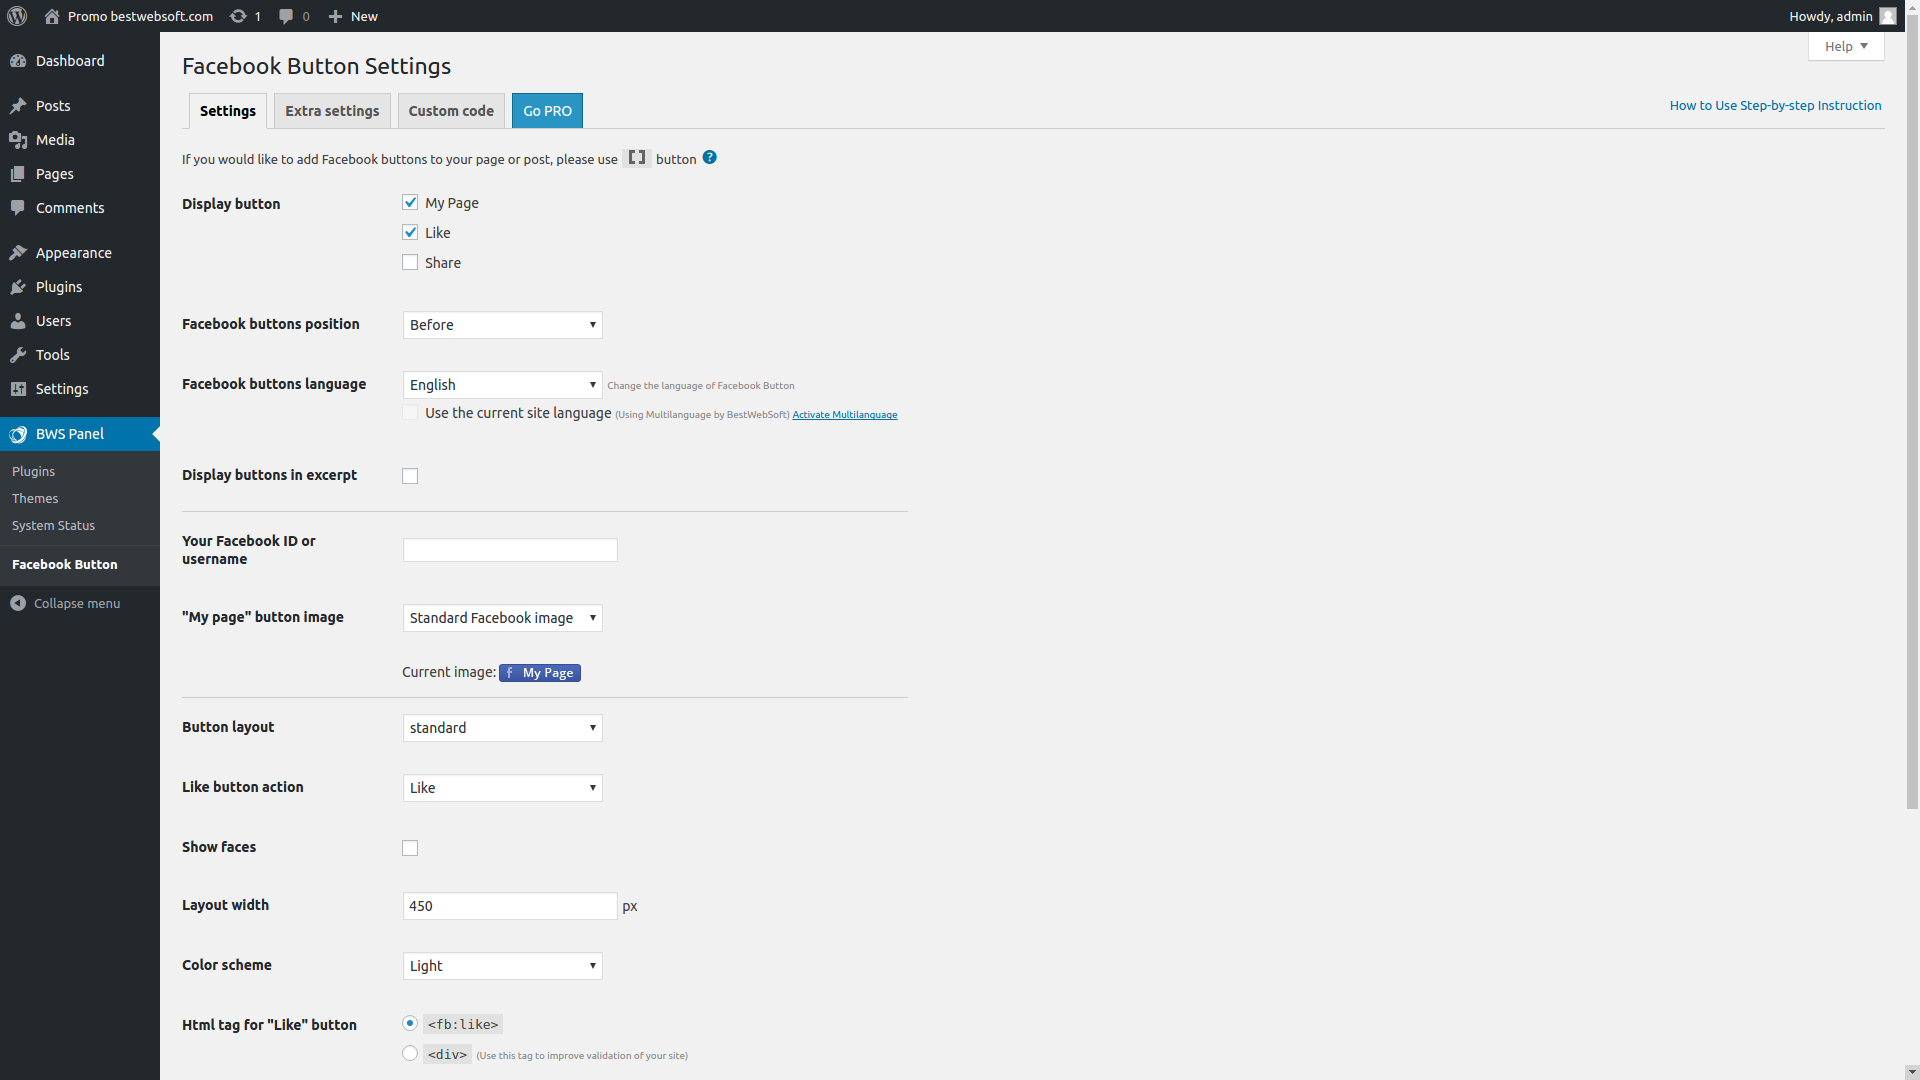 Promo bestwebsoft.com 1 0 New Howdy, admin
Help
Dashboard
Posts
Media
Pages
Comments
Appearance
Plugins
Users
Tools
Settings
BWS Panel
Plugins
Themes
System Status
Facebook Button
Collapse menu
Facebook Button Settings
Settings Extra settings Custom code Go PRO
How to Use Step-by-step Instruction
If you would like to add Facebook buttons to your page or post, please use [] button ?
Display button
My Page
Like
Share
Facebook buttons position Before
Facebook buttons language English Change the language of Facebook Button
Use the current site language (Using Multilanguage by BestWebSoft) Activate Multilanguage
Display buttons in excerpt
Your Facebook ID or
username
"My page" button image Standard Facebook image
Current image: f My Page
Button layout standard
Like button action Like
Show faces
Layout width 450 px
Color scheme Light
Html tag for "Like" button <fb:like>
<div> (Use this tag to improve validation of your site)